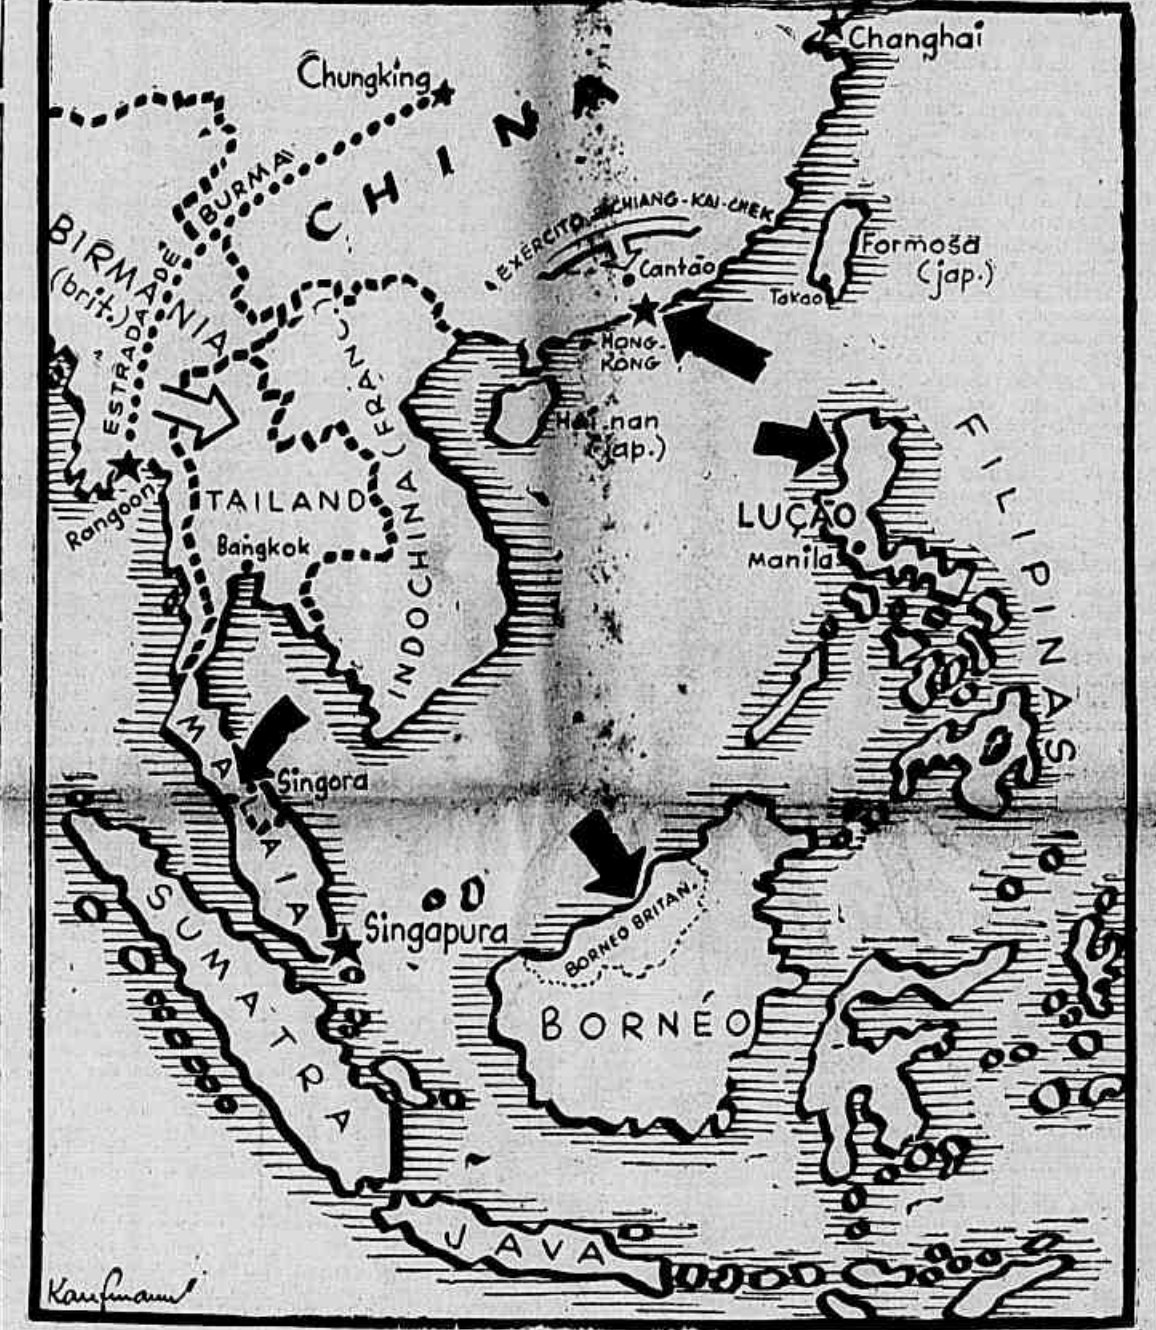 Changhai
Chungking
CHINA
BURMA
ESTRADA DE
BIRMANIA
(brit.)
EXÉRCITO CHIANG-KAI-CHEK
Cantão
Formosa
(jap.)
Takao
HONG-
KONG
Hai nan
(jap.)
INDOCHINA (FRANC
FILIPINAS
Rangoon
TAILAND
Bangkok
LUÇÃO
Manila
MALAIA
Singora
Singapura
SUMATRA
BORNEO BRITAN.
BORNÉO
JAVA
Kaufmann